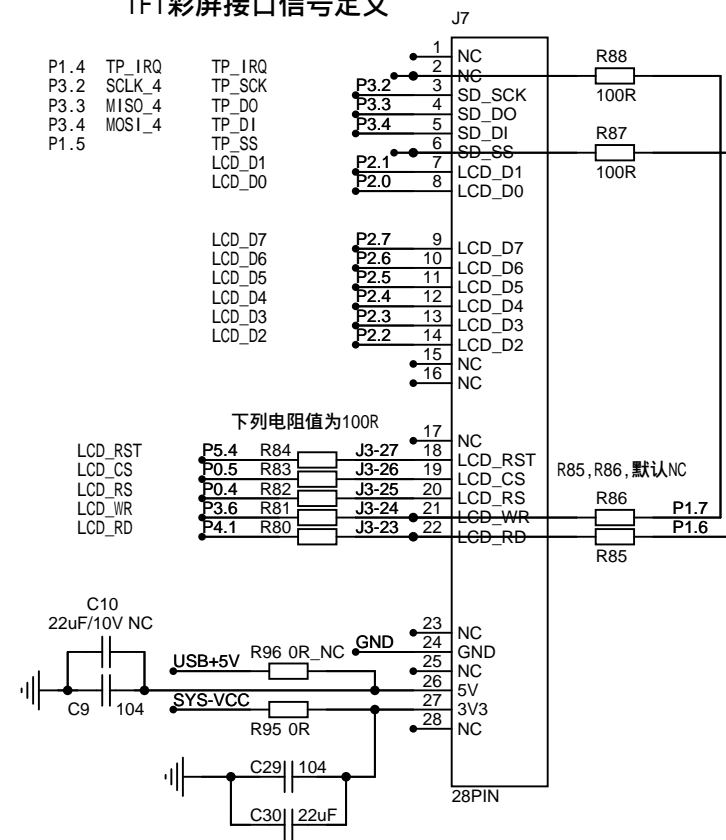 TFT彩屏接口信号定义
J7
P1.4 TP_IRQ TP_IRQ
P3.2 SCLK_4 TP_SCK
P3.3 MISO_4 TP_DO
P3.4 MOSI_4 TP_DI
P1.5 TP_SS
LCD_D1
LCD_D0
1 NC
2 NC R88 100R
P3.2 3 SD_SCK
P3.3 4 SD_DO
P3.4 5 SD_DI
6 SD_SS R87 100R
P2.1 7 LCD_D1
P2.0 8 LCD_D0
LCD_D7 P2.7 9 LCD_D7
LCD_D6 P2.6 10 LCD_D6
LCD_D5 P2.5 11 LCD_D5
LCD_D4 P2.4 12 LCD_D4
LCD_D3 P2.3 13 LCD_D3
LCD_D2 P2.2 14 LCD_D2
15 NC
16 NC
下列电阻值为100R
17 NC
LCD_RST P5.4 R84 J3-27 18 LCD_RST
LCD_CS P0.5 R83 J3-26 19 LCD_CS
LCD_RS P0.4 R82 J3-25 20 LCD_RS
LCD_WR P3.6 R81 J3-24 21 LCD_WR
LCD_RD P4.1 R80 J3-23 22 LCD_RD
R85,R86,默认NC
R86 P1.7
P1.6
R85
C10
22uF/10V NC
23 NC
GND 24 GND
USB+5V R96 0R_NC 25 NC
26 5V
C9 104
SYS-VCC 27 3V3
R95 0R 28 NC
C29 104
C30 22uF
28PIN